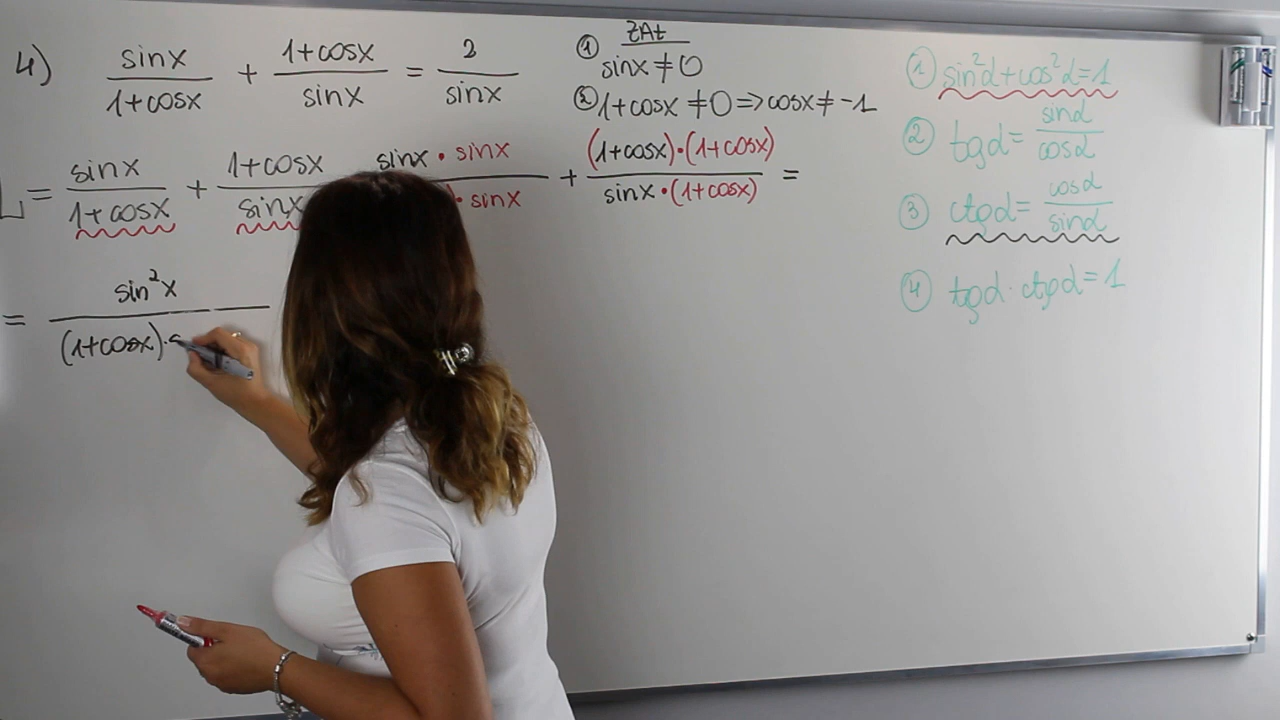 4) sinx/1+cosx + 1+cosx/sinx = 2/sinx
ZAŁ
① sinx≠0
② 1+cosx ≠0=>cosx≠-1
L = sinx/1+cosx + 1+cosx/sinx sinx·sinx/·sinx + (1+cosx)·(1+cosx)/sinx·(1+cosx) =
= sin²x/(1+cosx)·s
① sin²α+cos²α=1
② tgα= sinα/cosα
③ ctgα= cosα/sinα
④ tgα·ctgα=1